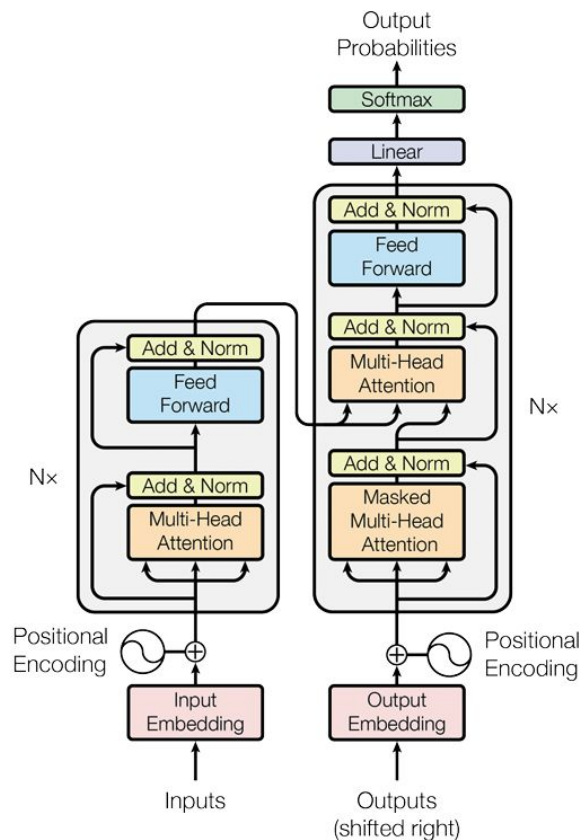 Output
Probabilities
Softmax
Linear
Add & Norm
Feed
Forward
Add & Norm
Multi-Head
Attention
N×
Add & Norm
Masked
Multi-Head
Attention
Add & Norm
Feed
Forward
N×
Add & Norm
Multi-Head
Attention
Positional
Encoding
Positional
Encoding
Input
Embedding
Output
Embedding
Inputs
Outputs
(shifted right)